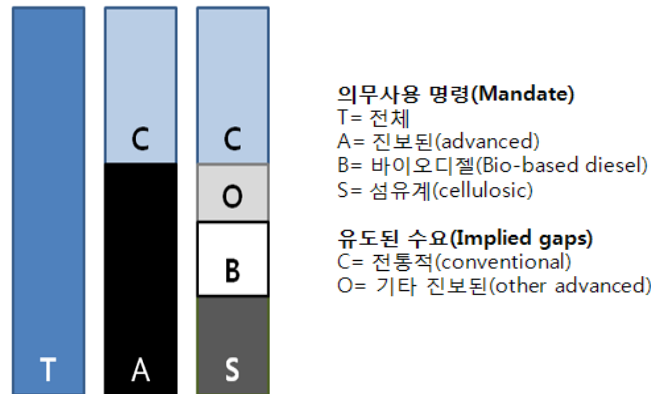 T
C
A
C
O
B
S
의무사용 명령(Mandate)
T= 전체
A= 진보된(advanced)
B= 바이오디젤(Bio-based diesel)
S= 섬유계(cellulosic)
유도된 수요(Implied gaps)
C= 전통적(conventional)
O= 기타 진보된(other advanced)